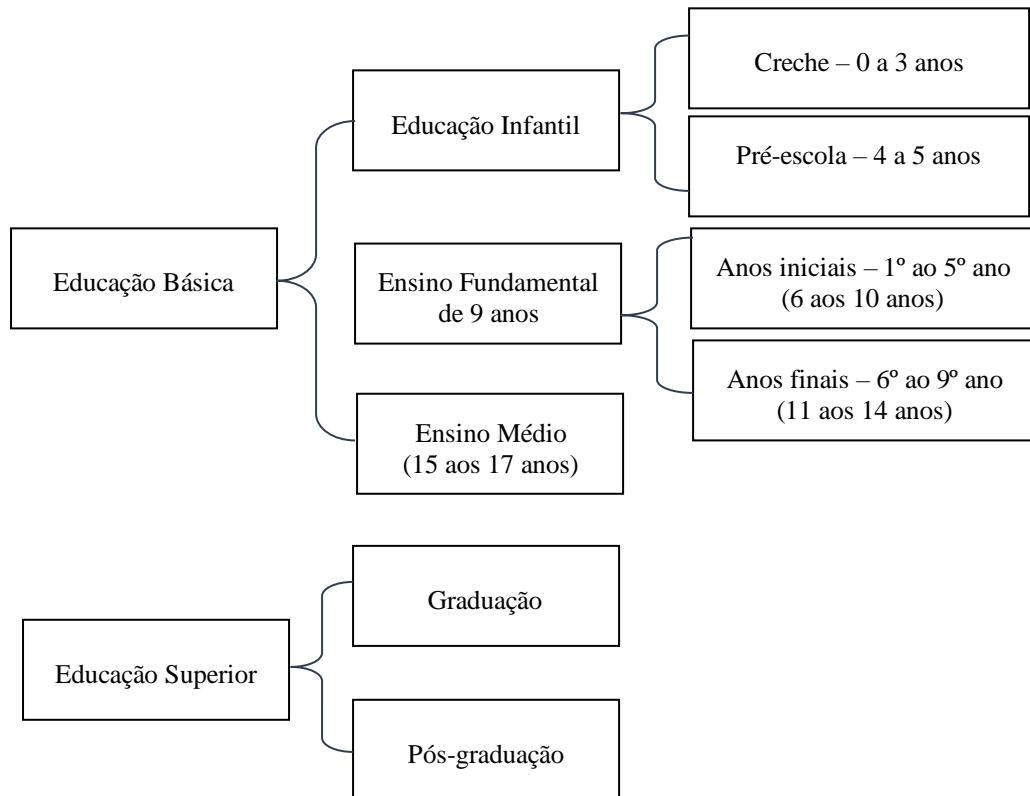 Educação Básica
Educação Infantil
Creche – 0 a 3 anos
Pré-escola – 4 a 5 anos
Ensino Fundamental
de 9 anos
Anos iniciais – 1º ao 5º ano
(6 aos 10 anos)
Anos finais – 6º ao 9º ano
(11 aos 14 anos)
Ensino Médio
(15 aos 17 anos)
Educação Superior
Graduação
Pós-graduação